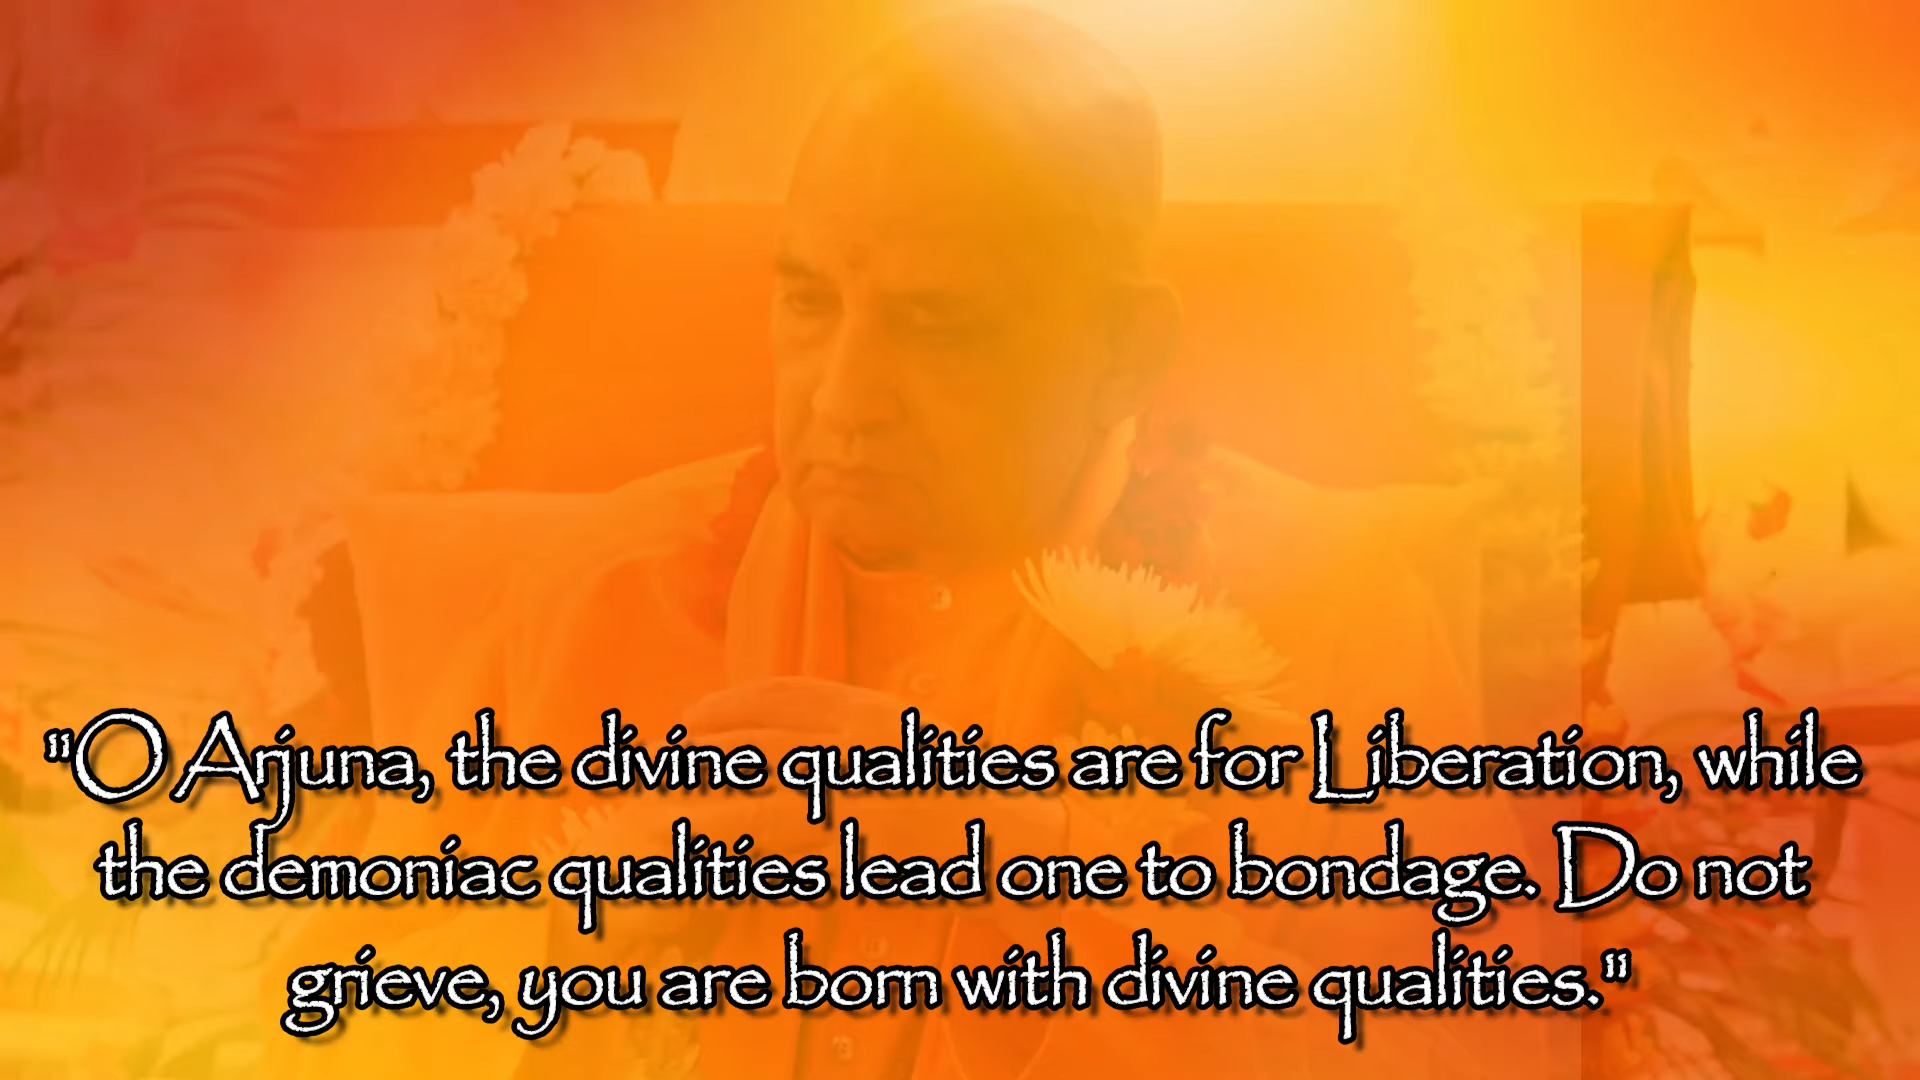 "O Arjuna, the divine qualities are for Liberation, while
the demoniac qualities lead one to bondage. Do not
grieve, you are born with divine qualities."